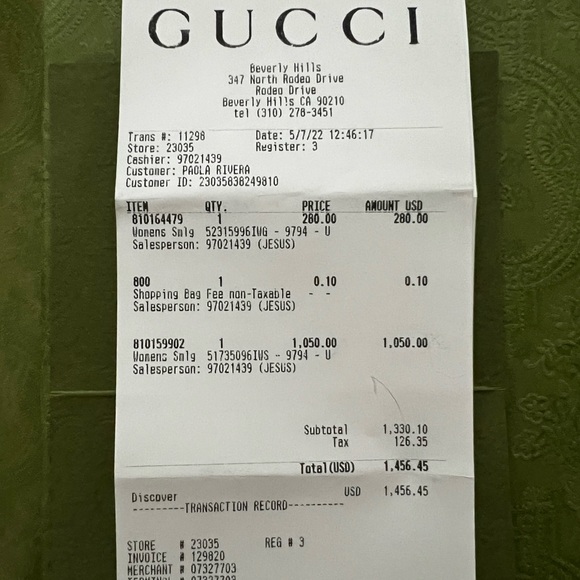 GUCCI
Beverly Hills
347 North Rodeo Drive
Rodeo Drive
Beverly Hills CA 90210
tel (310) 278-3451
Trans #: 11298 Date: 5/7/22 12:46:17
Store: 23035 Register: 3
Cashier: 97021439
Customer: PAOLA RIVERA
Customer ID: 23035838249810
ITEM QTY. PRICE AMOUNT USD
810164479 1 280.00 280.00
Womens Smlg 52315996IWG - 9794 - U
Salesperson: 97021439 (JESUS)
800 1 0.10 0.10
Shopping Bag Fee non-Taxable - -
Salesperson: 97021439 (JESUS)
810159902 1 1,050.00 1,050.00
Womens Smlg 51735096IWS - 9794 - U
Salesperson: 97021439 (JESUS)
Subtotal 1,330.10
Tax 126.35
Total(USD) 1,456.45
Discover USD 1,456.45
---------TRANSACTION RECORD----------
STORE # 23035 REG # 3
INVOICE # 129820
MERCHANT # 07327703